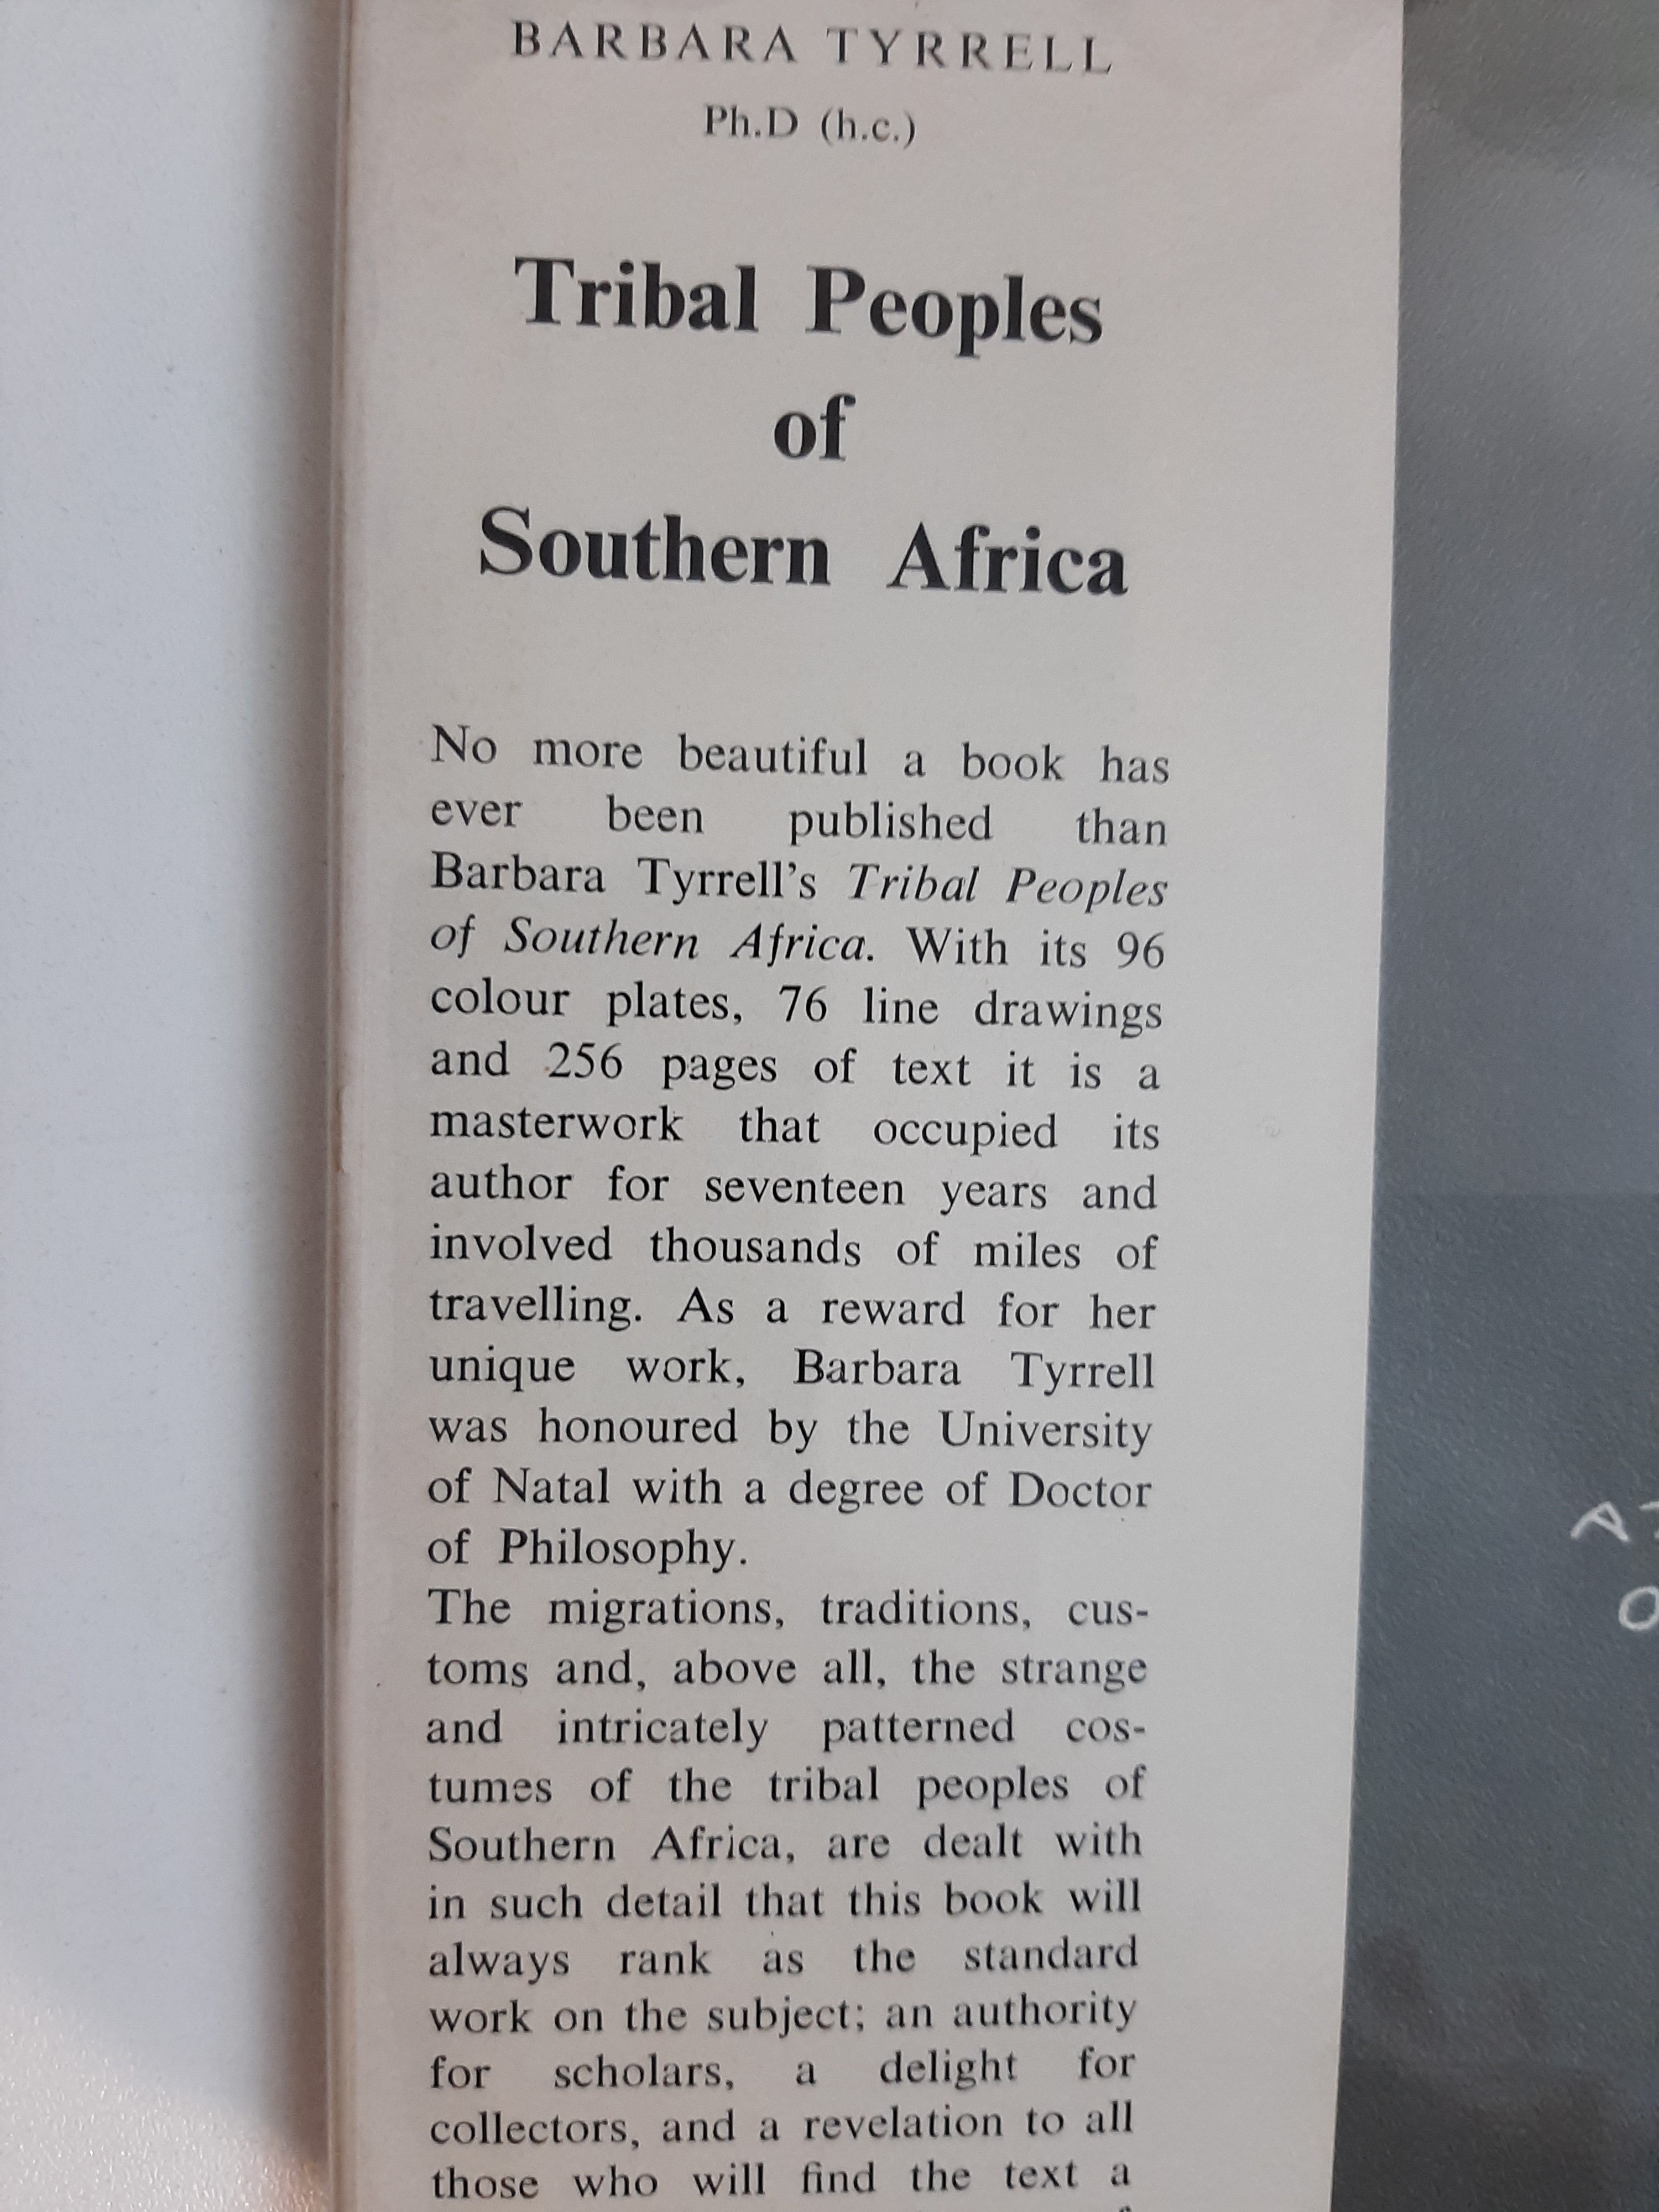 BARBARA TYRRELL
Ph.D (h.c.)
Tribal Peoples
of
Southern Africa
No more beautiful a book has
ever been published than
Barbara Tyrrell's Tribal Peoples
of Southern Africa. With its 96
colour plates, 76 line drawings
and 256 pages of text it is a
masterwork that occupied its
author for seventeen years and
involved thousands of miles of
travelling. As a reward for her
unique work, Barbara Tyrrell
was honoured by the University
of Natal with a degree of Doctor
of Philosophy.
The migrations, traditions, cus-
toms and, above all, the strange
and intricately patterned cos-
tumes of the tribal peoples of
Southern Africa, are dealt with
in such detail that this book will
always rank as the standard
work on the subject; an authority
for scholars, a delight for
collectors, and a revelation to all
those who will find the text a